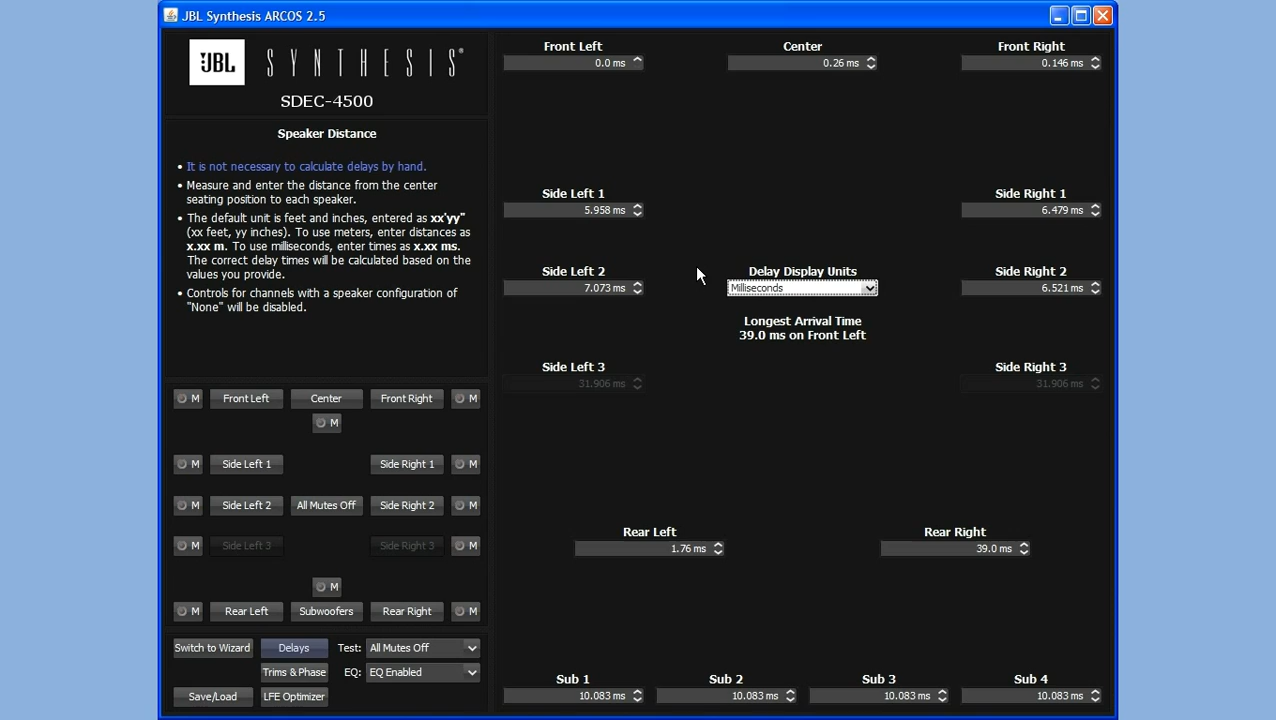 JBL Synthesis ARCOS 2.5
JBL SYNTHESIS®
SDEC-4500
Speaker Distance
• It is not necessary to calculate delays by hand.
• Measure and enter the distance from the center
seating position to each speaker.
• The default unit is feet and inches, entered as xx'yy"
(xx feet, yy inches). To use meters, enter distances as
x.xx m. To use milliseconds, enter times as x.xx ms.
The correct delay times will be calculated based on the
values you provide.
• Controls for channels with a speaker configuration of
"None" will be disabled.
M Front Left Center Front Right M
M
M Side Left 1 Side Right 1 M
M Side Left 2 All Mutes Off Side Right 2 M
M Side Left 3 Side Right 3 M
M
M Rear Left Subwoofers Rear Right M
Switch to Wizard Delays Test: All Mutes Off
Trims & Phase EQ: EQ Enabled
Save/Load LFE Optimizer
Front Left Center Front Right
0.0 ms 0.26 ms 0.146 ms
Side Left 1 Side Right 1
5.958 ms 6.479 ms
Side Left 2 Delay Display Units Side Right 2
7.073 ms Milliseconds 6.521 ms
Longest Arrival Time
39.0 ms on Front Left
Side Left 3 Side Right 3
31.906 ms 31.906 ms
Rear Left Rear Right
1.76 ms 39.0 ms
Sub 1 Sub 2 Sub 3 Sub 4
10.083 ms 10.083 ms 10.083 ms 10.083 ms